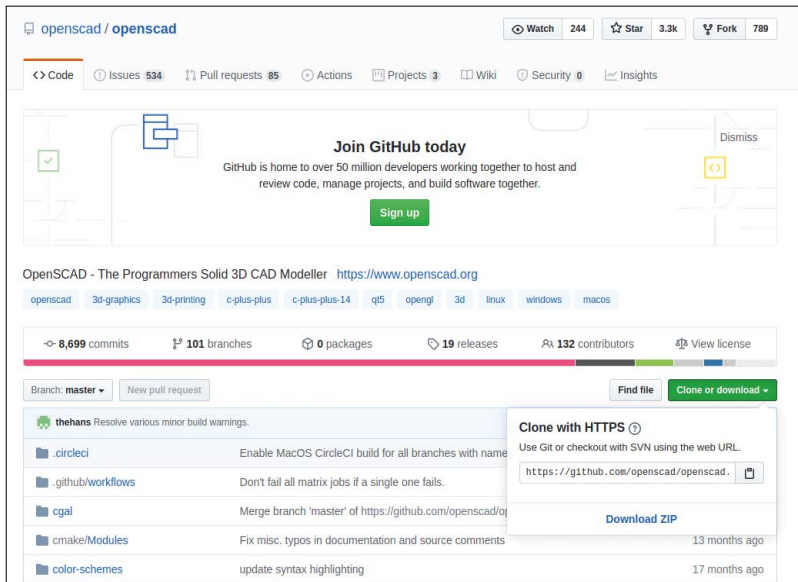 openscad / openscad
Watch 244 Star 3.3k Fork 789
Code Issues 534 Pull requests 85 Actions Projects 3 Wiki Security 0 Insights
Join GitHub today
Dismiss
GitHub is home to over 50 million developers working together to host and
review code, manage projects, and build software together.
Sign up
OpenSCAD - The Programmers Solid 3D CAD Modeller https://www.openscad.org
openscad 3d-graphics 3d-printing c-plus-plus c-plus-plus-14 qt5 opengl 3d linux windows macos
8,699 commits 101 branches 0 packages 19 releases 132 contributors View license
Branch: master New pull request Find file Clone or download
thehans Resolve various minor build warnings.
Clone with HTTPS
Use Git or checkout with SVN using the web URL.
https://github.com/openscad/openscad.
Download ZIP
.circleci Enable MacOS CircleCI build for all branches with name
.github/workflows Don't fail all matrix jobs if a single one fails.
cgal Merge branch 'master' of https://github.com/openscad/op
cmake/Modules Fix misc. typos in documentation and source comments 13 months ago
color-schemes update syntax highlighting 17 months ago